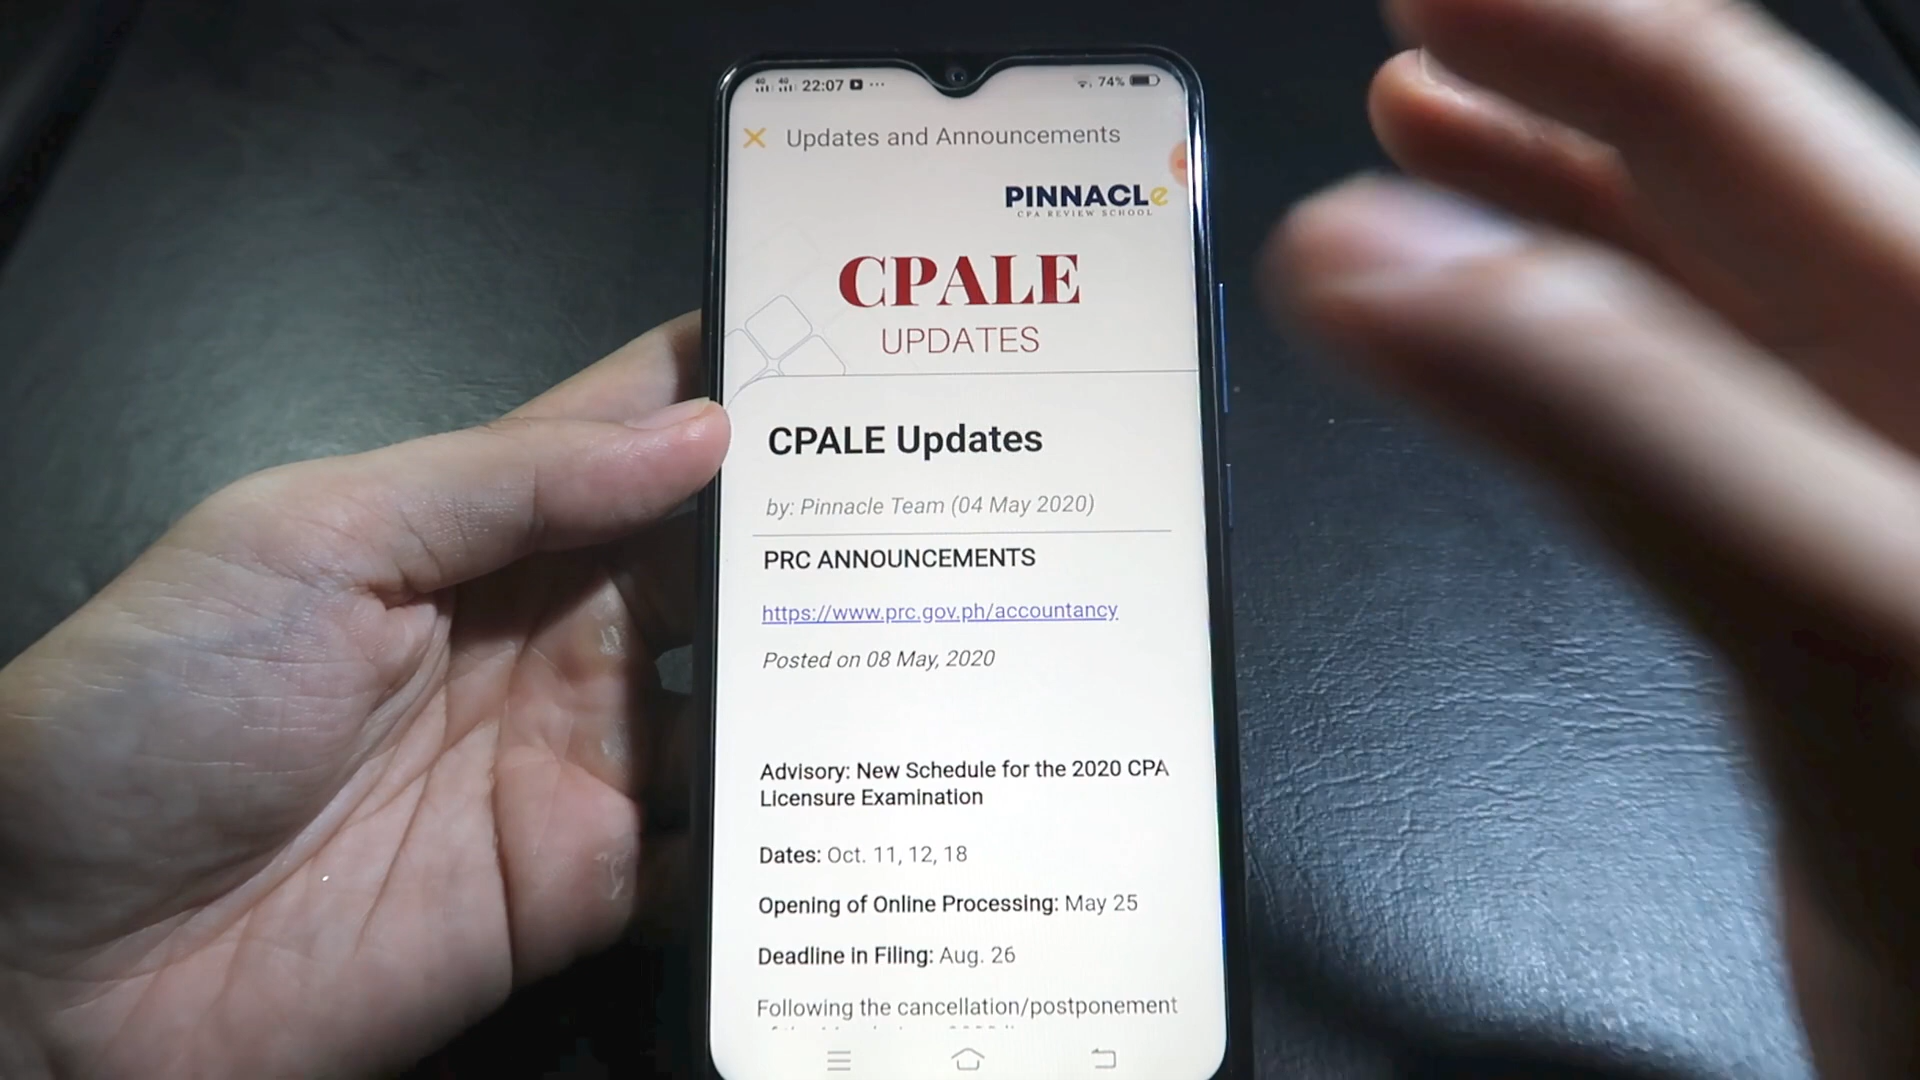 4G 4G 22:07 74%
Updates and Announcements
PINNACLe
CPA REVIEW SCHOOL
CPALE
UPDATES
CPALE Updates
by: Pinnacle Team (04 May 2020)
PRC ANNOUNCEMENTS
https://www.prc.gov.ph/accountancy
Posted on 08 May, 2020
Advisory: New Schedule for the 2020 CPA
Licensure Examination
Dates: Oct. 11, 12, 18
Opening of Online Processing: May 25
Deadline in Filing: Aug. 26
Following the cancellation/postponement